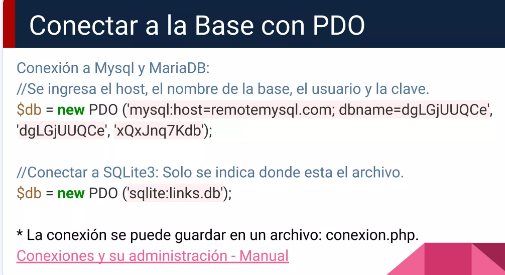 Conectar a la Base con PDO
Conexión a Mysql y MariaDB:
//Se ingresa el host, el nombre de la base, el usuario y la clave.
$db = new PDO ('mysql:host=remotemysql.com; dbname=dgLGjUUQCe',
'dgLGjUUQCe', 'xQxJnq7Kdb');
//Conectar a SQLite3: Solo se indica donde esta el archivo.
$db = new PDO ('sqlite:links.db');
* La conexión se puede guardar en un archivo: conexion.php.
Conexiones y su administración - Manual